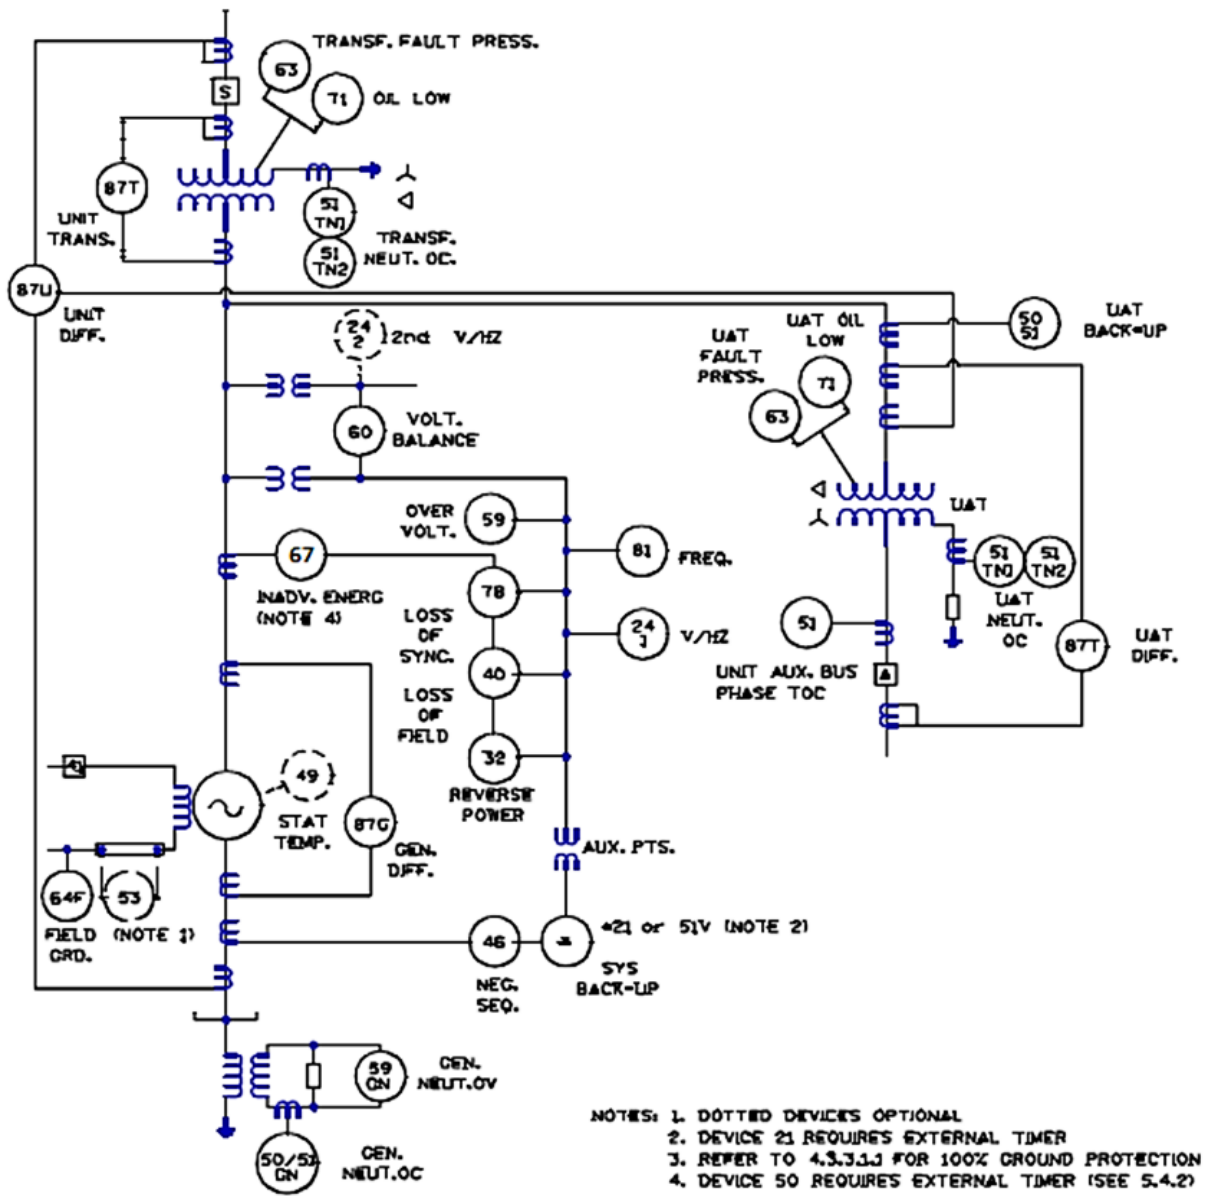 TRANSF. FAULT PRESS.
63
S
71
OIL LOW
87T
UNIT
TRANS.
51
TN1
51
TN2
TRANSF.
NEUT. OC.
87U
UNIT
DIFF.
24
2
2nd V/HZ
UAT
FAULT
PRESS.
UAT OIL
LOW
50
51
UAT
BACK-UP
71
63
60
VOLT.
BALANCE
OVER
VOLT.
59
81
FREQ.
UAT
67
INADV. ENERG
(NOTE 4)
78
LOSS
OF
SYNC.
24
1
V/HZ
51
TN1
51
TN2
UAT
NEUT.
OC
51
87T
UAT
DIFF.
40
LOSS
OF
FIELD
UNIT AUX. BUS
PHASE TOC
A
32
REVERSE
POWER
49
STAT
TEMP.
87G
GEN.
DIFF.
AUX. PTS.
64F
53
FIELD
GRD.
(NOTE 1)
46
NEG.
SEQ.
*
*21 or 51V (NOTE 2)
SYS
BACK-UP
59
GN
GEN.
NEUT.OV
50/51
GN
GEN.
NEUT.OC
NOTES: 1. DOTTED DEVICES OPTIONAL
2. DEVICE 21 REQUIRES EXTERNAL TIMER
3. REFER TO 4.3.3.1.1 FOR 100% GROUND PROTECTION
4. DEVICE 50 REQUIRES EXTERNAL TIMER (SEE 5.4.2)